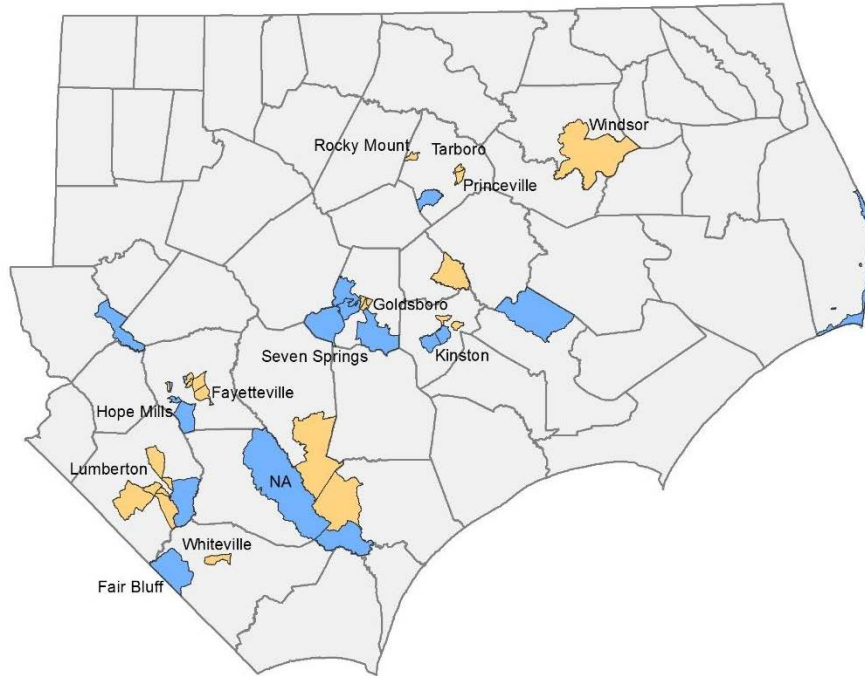 Windsor
Rocky Mount
Tarboro
Princeville
Goldsboro
Seven Springs
Kinston
Fayetteville
Hope Mills
Lumberton
NA
Whiteville
Fair Bluff